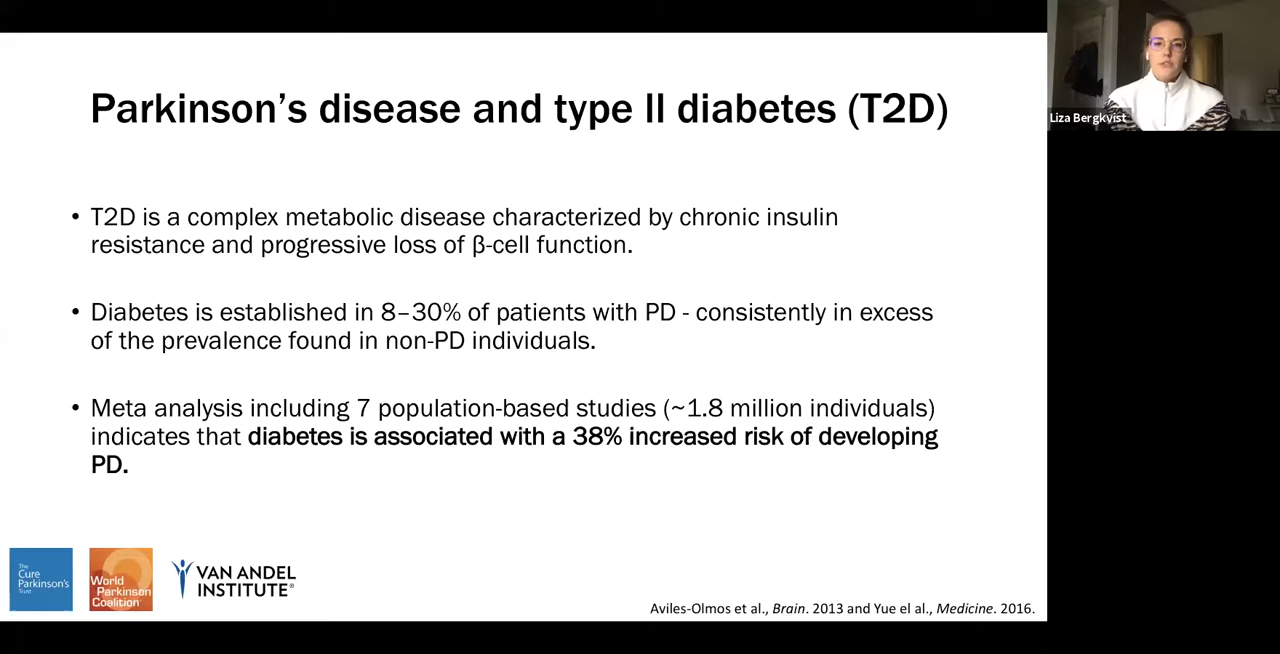 Parkinson's disease and type II diabetes (T2D)
• T2D is a complex metabolic disease characterized by chronic insulin
resistance and progressive loss of β-cell function.
• Diabetes is established in 8–30% of patients with PD - consistently in excess
of the prevalence found in non-PD individuals.
• Meta analysis including 7 population-based studies (~1.8 million individuals)
indicates that diabetes is associated with a 38% increased risk of developing
PD.
The
Cure
Parkinson's
Trust
World
Parkinson
Coalition
VAN ANDEL
INSTITUTE®
Aviles-Olmos et al., Brain. 2013 and Yue el al., Medicine. 2016.
Liza Bergkvist